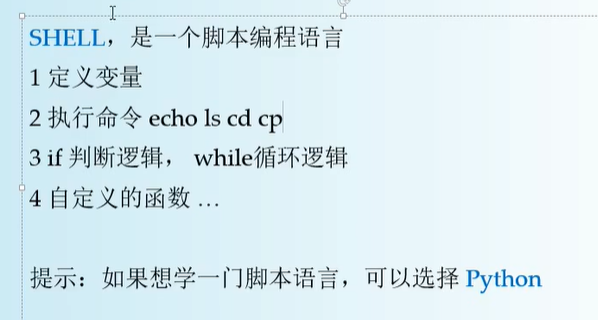 SHELL，是一个脚本编程语言
1 定义变量
2 执行命令 echo ls cd cp
3 if 判断逻辑， while循环逻辑
4 自定义的函数 …
提示：如果想学一门脚本语言，可以选择 Python